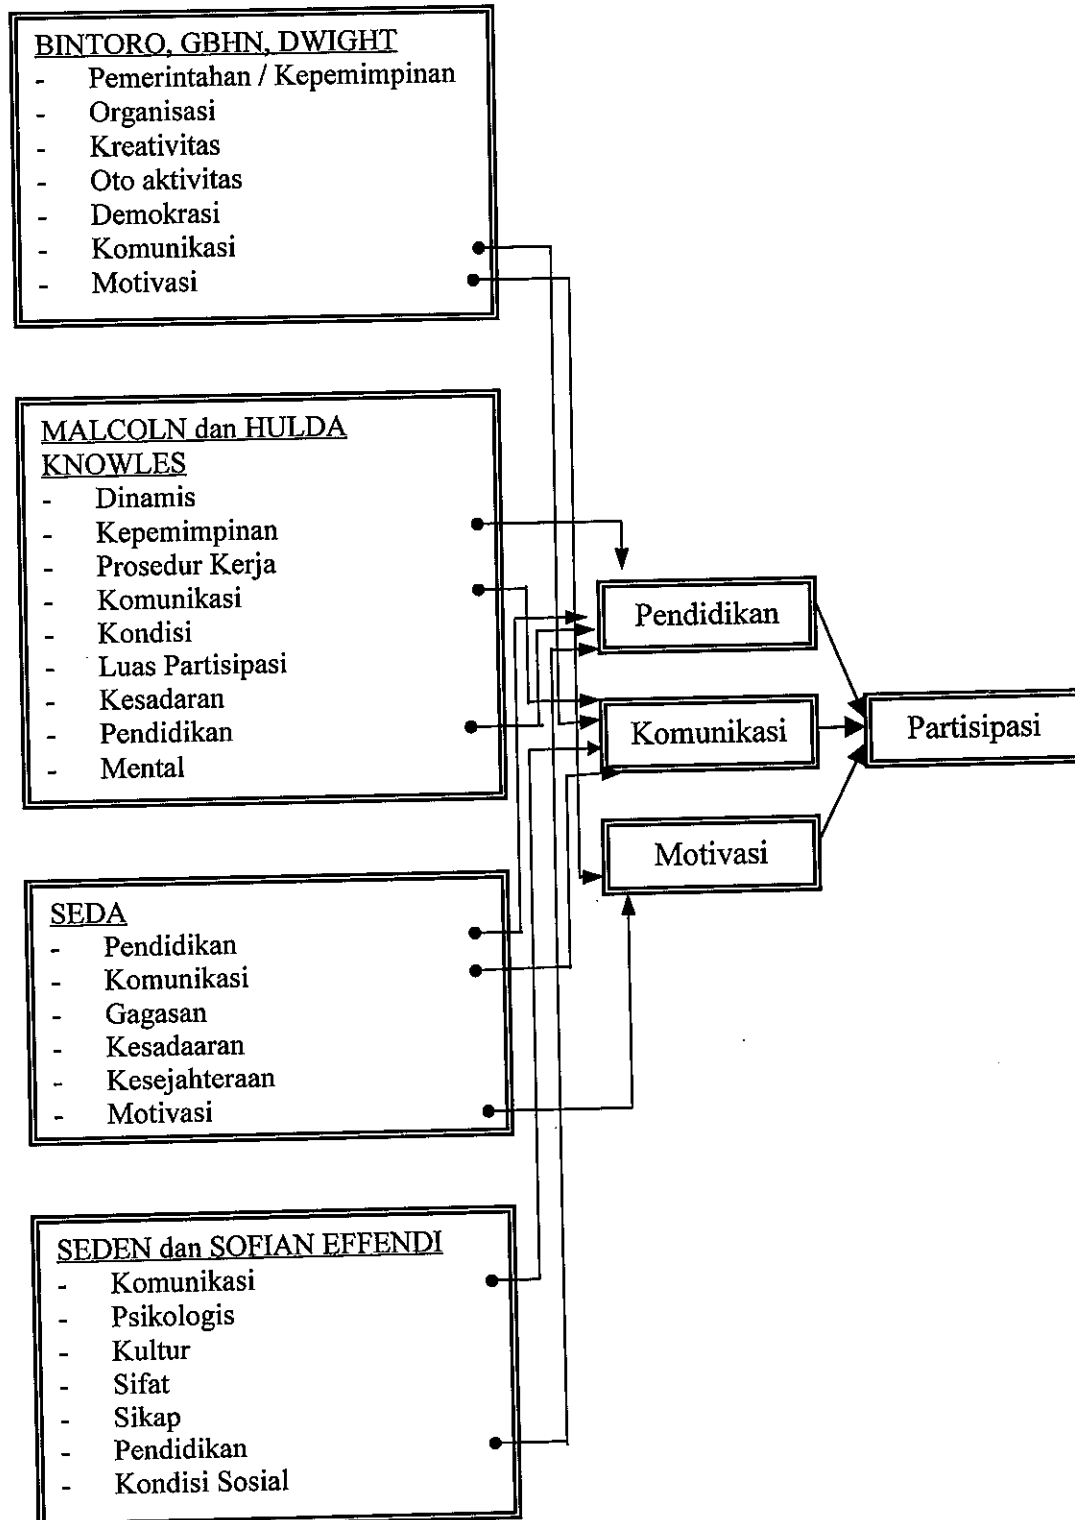 BINTORO, GBHN, DWIGHT
- Pemerintahan / Kepemimpinan
- Organisasi
- Kreativitas
- Oto aktivitas
- Demokrasi
- Komunikasi
- Motivasi
MALCOLN dan HULDA
KNOWLES
- Dinamis
- Kepemimpinan
- Prosedur Kerja
- Komunikasi
- Kondisi
- Luas Partisipasi
- Kesadaran
- Pendidikan
- Mental
SEDA
- Pendidikan
- Komunikasi
- Gagasan
- Kesadaaran
- Kesejahteraan
- Motivasi
SEDEN dan SOFIAN EFFENDI
- Komunikasi
- Psikologis
- Kultur
- Sifat
- Sikap
- Pendidikan
- Kondisi Sosial
Pendidikan
Komunikasi
Motivasi
Partisipasi